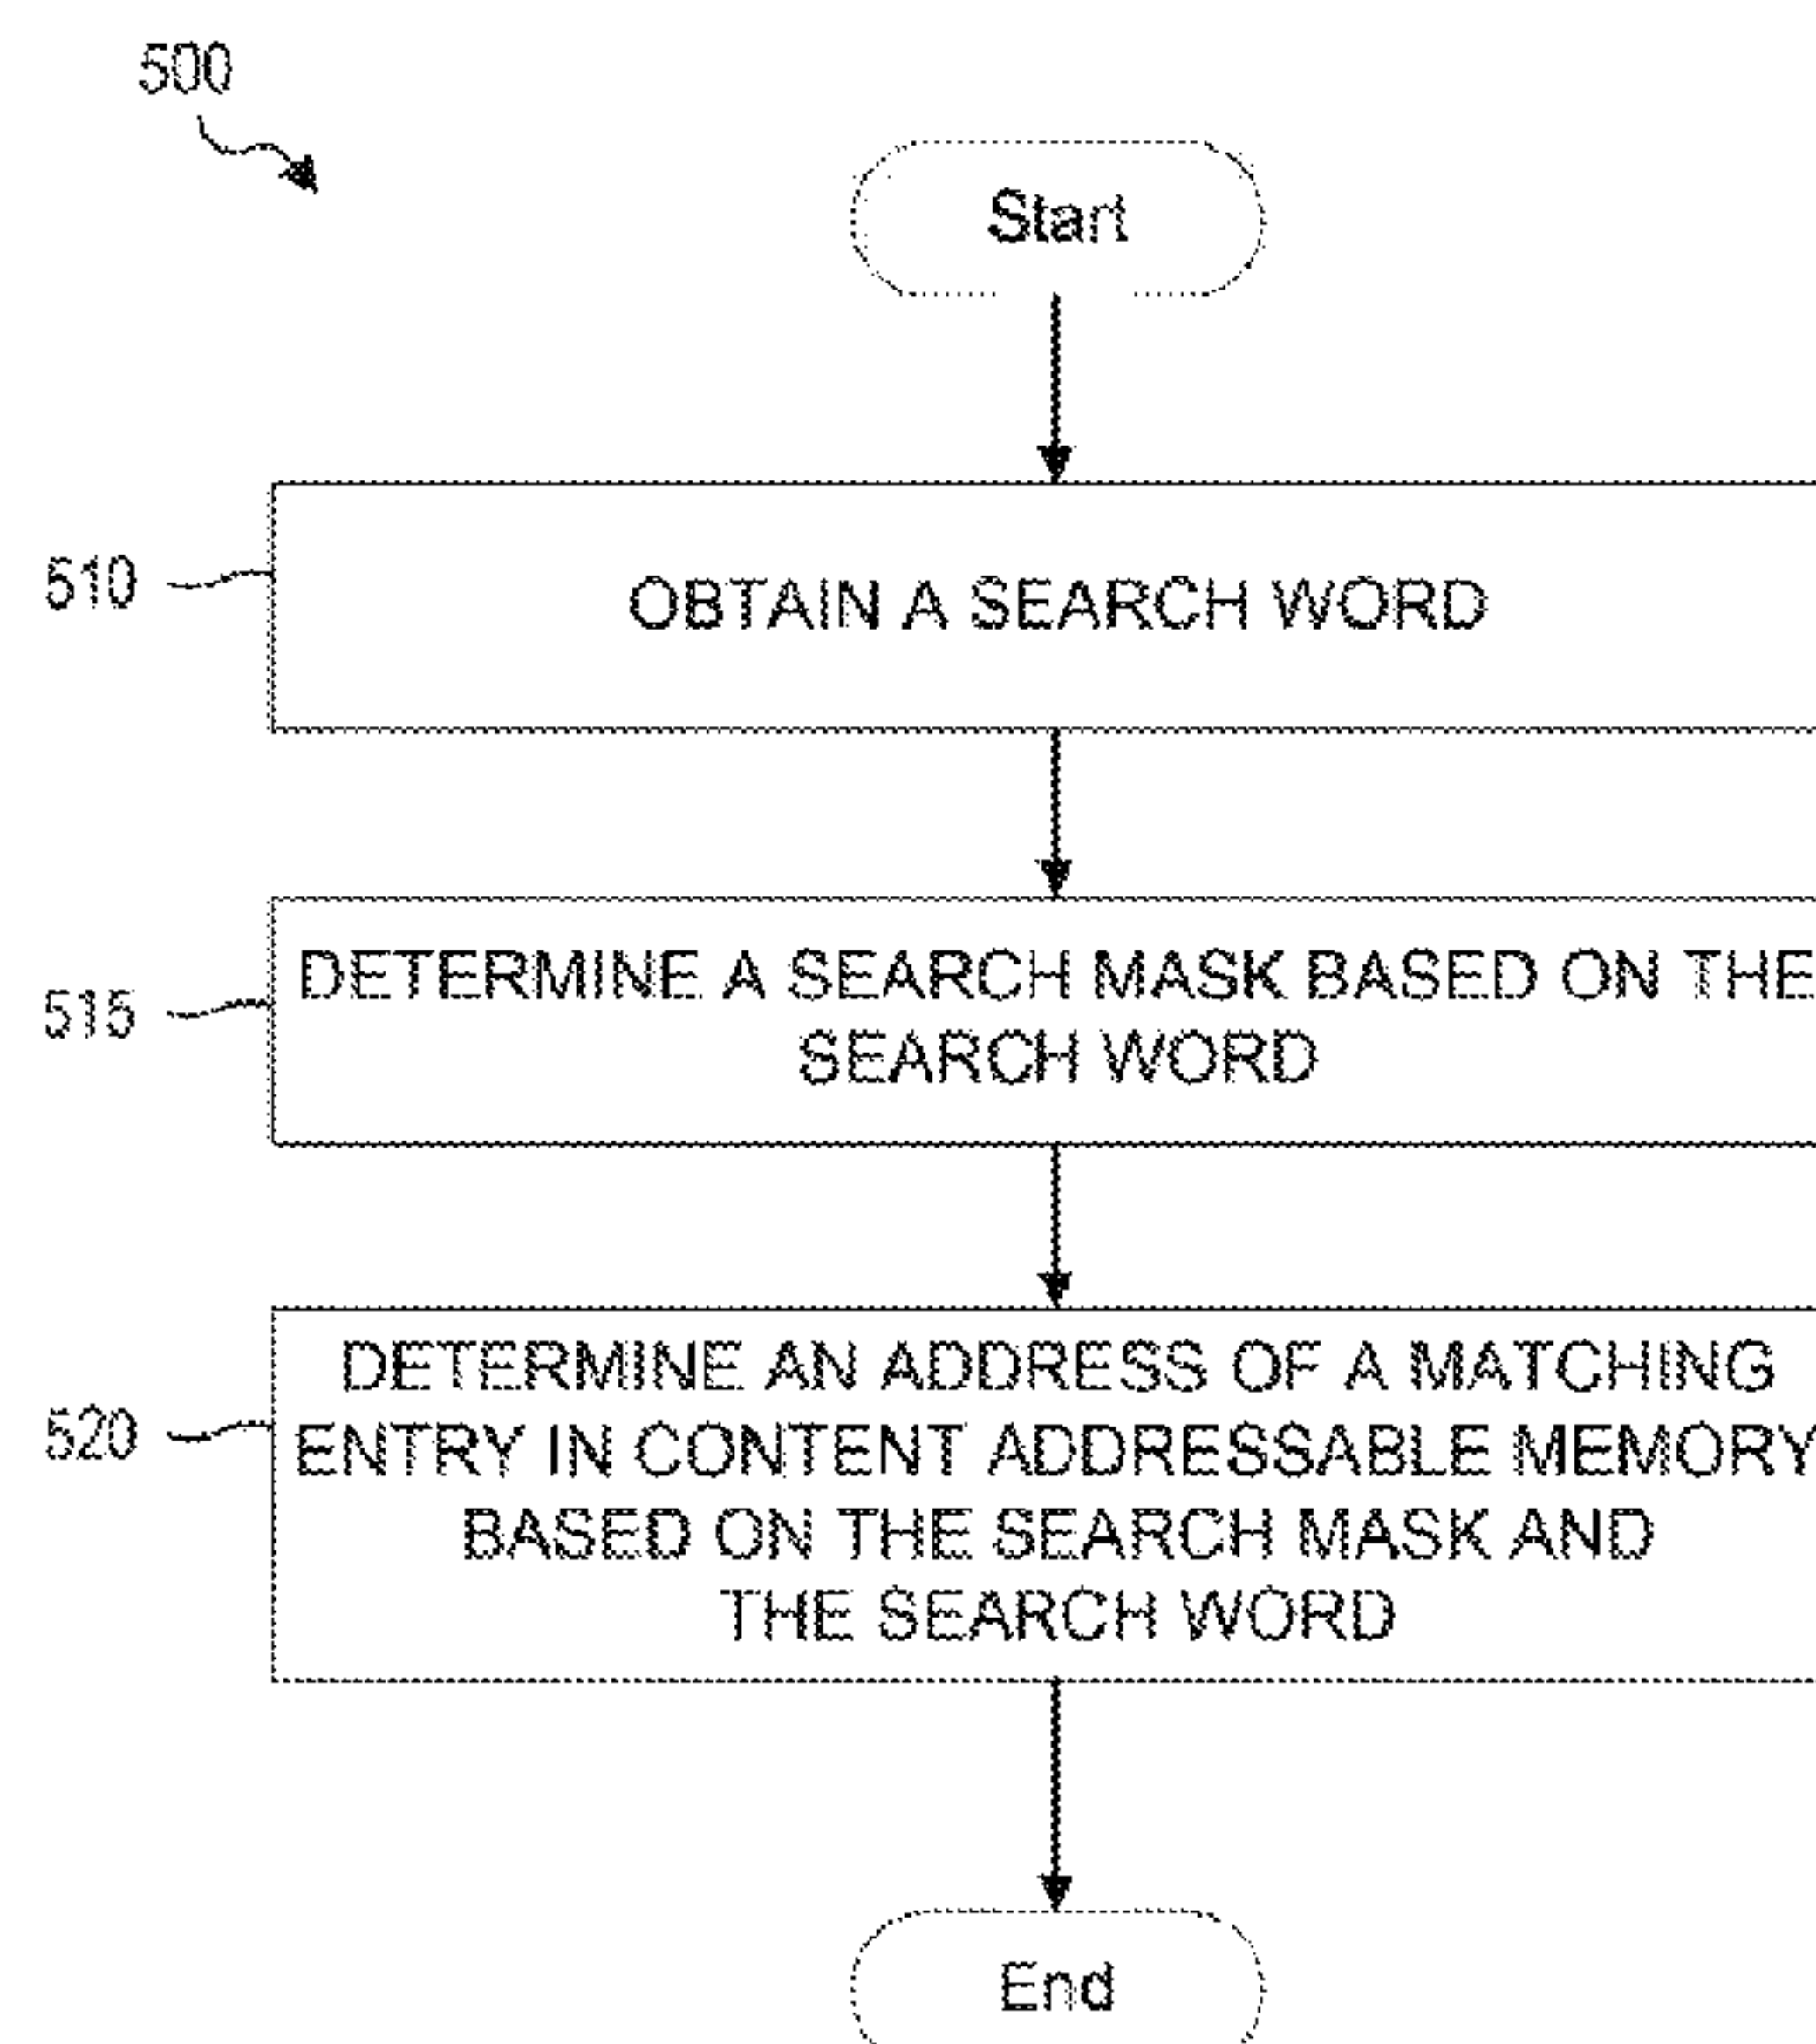 500
Start
510
OBTAIN A SEARCH WORD
515
DETERMINE A SEARCH MASK BASED ON THE
SEARCH WORD
520
DETERMINE AN ADDRESS OF A MATCHING
ENTRY IN CONTENT ADDRESSABLE MEMORY
BASED ON THE SEARCH MASK AND
THE SEARCH WORD
End